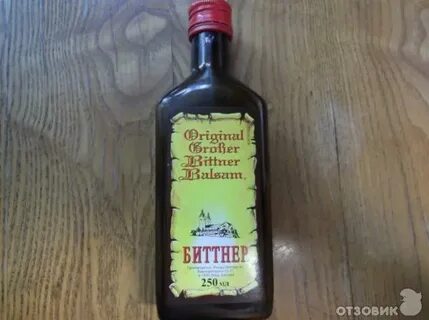 Original
Großer
Bittner
Balsam.
БИТТНЕР
250 мл
ОТЗОВИК